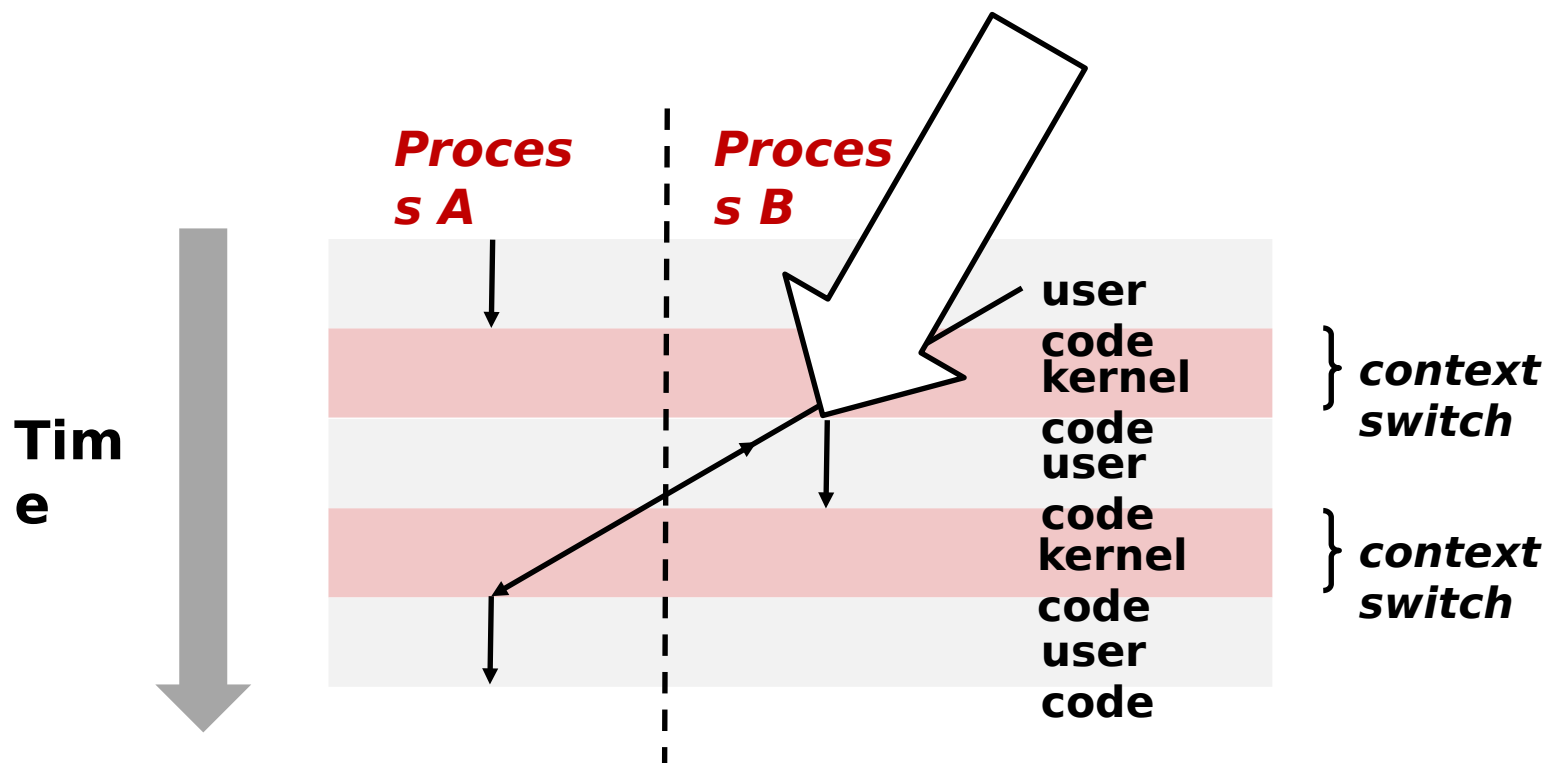 Proces
s A
Proces
s B
user
code
kernel
code
context
switch
Tim
e
user
code
kernel
code
context
switch
user
code